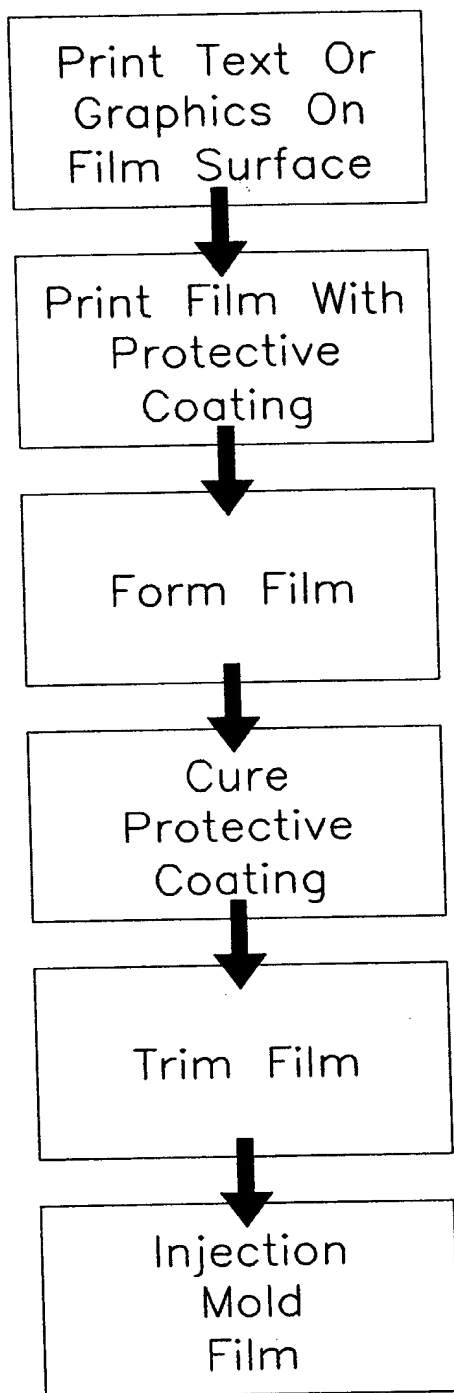 Print Text Or
Graphics On
Film Surface
Print Film With
Protective
Coating
Form Film
Cure
Protective
Coating
Trim Film
Injection
Mold
Film